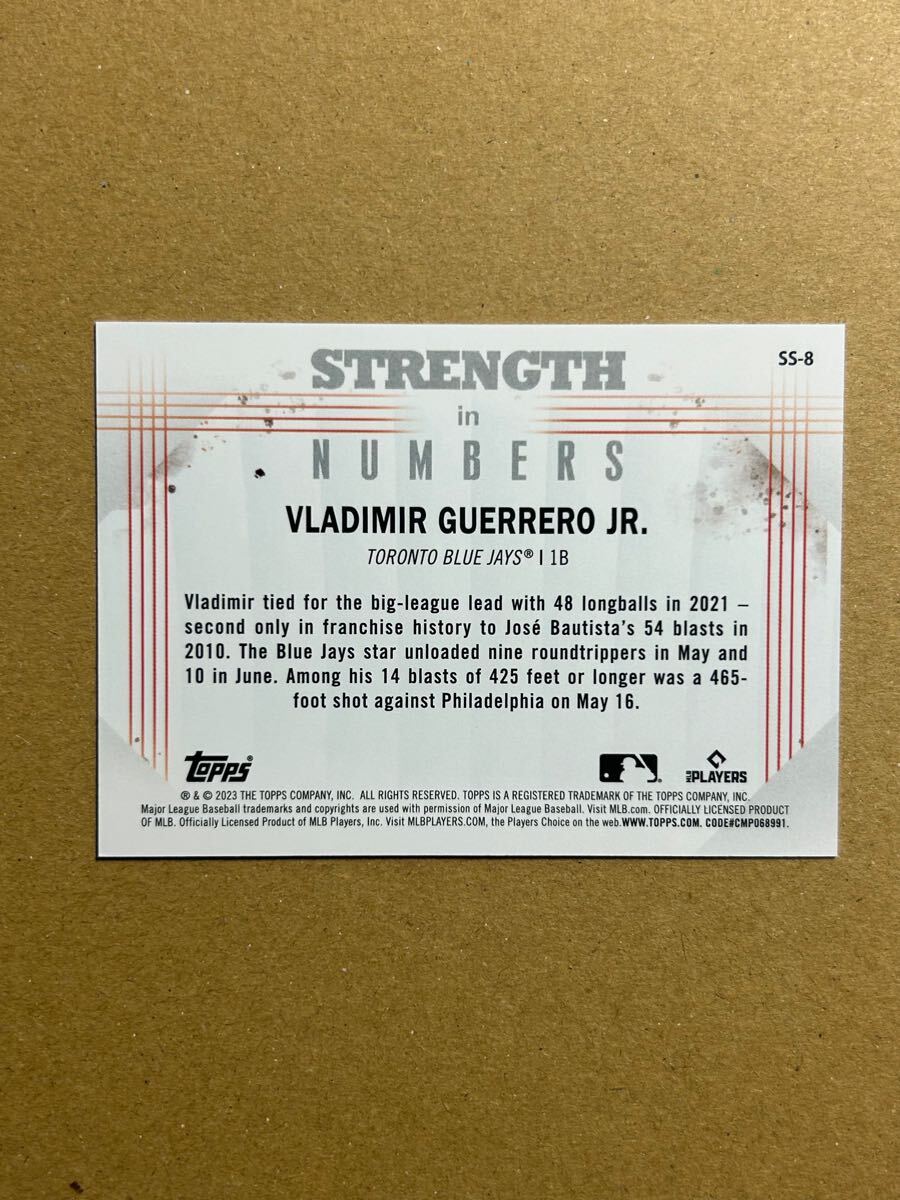 SS-8
STRENGTH
in
NUMBERS
VLADIMIR GUERRERO JR.
TORONTO BLUE JAYS® | 1B
Vladimir tied for the big-league lead with 48 longballs in 2021 –
second only in franchise history to José Bautista's 54 blasts in
2010. The Blue Jays star unloaded nine roundtrippers in May and
10 in June. Among his 14 blasts of 425 feet or longer was a 465-
foot shot against Philadelphia on May 16.
TOPPS®
MLB PLAYERS
® & © 2023 THE TOPPS COMPANY, INC. ALL RIGHTS RESERVED. TOPPS IS A REGISTERED TRADEMARK OF THE TOPPS COMPANY, INC.
Major League Baseball trademarks and copyrights are used with permission of Major League Baseball. Visit MLB.com. OFFICIALLY LICENSED PRODUCT
OF MLB. Officially Licensed Product of MLB Players, Inc. Visit MLBPLAYERS.COM, the Players Choice on the web. WWW.TOPPS.COM. CODE#CMP068991.